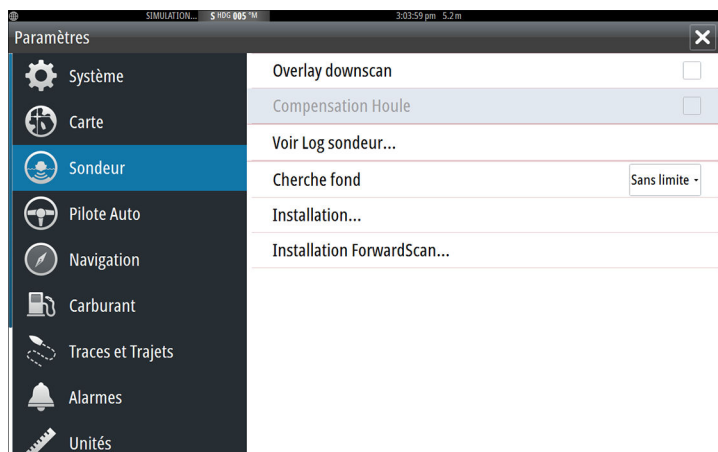 SIMULATION... S HDG 005 °M 3:03:59 pm 5.2 m
Paramètres
Système
Carte
Sondeur
Pilote Auto
Navigation
Carburant
Traces et Trajets
Alarmes
Unités
Overlay downscan
Compensation Houle
Voir Log sondeur...
Cherche fond Sans limite
Installation...
Installation ForwardScan...